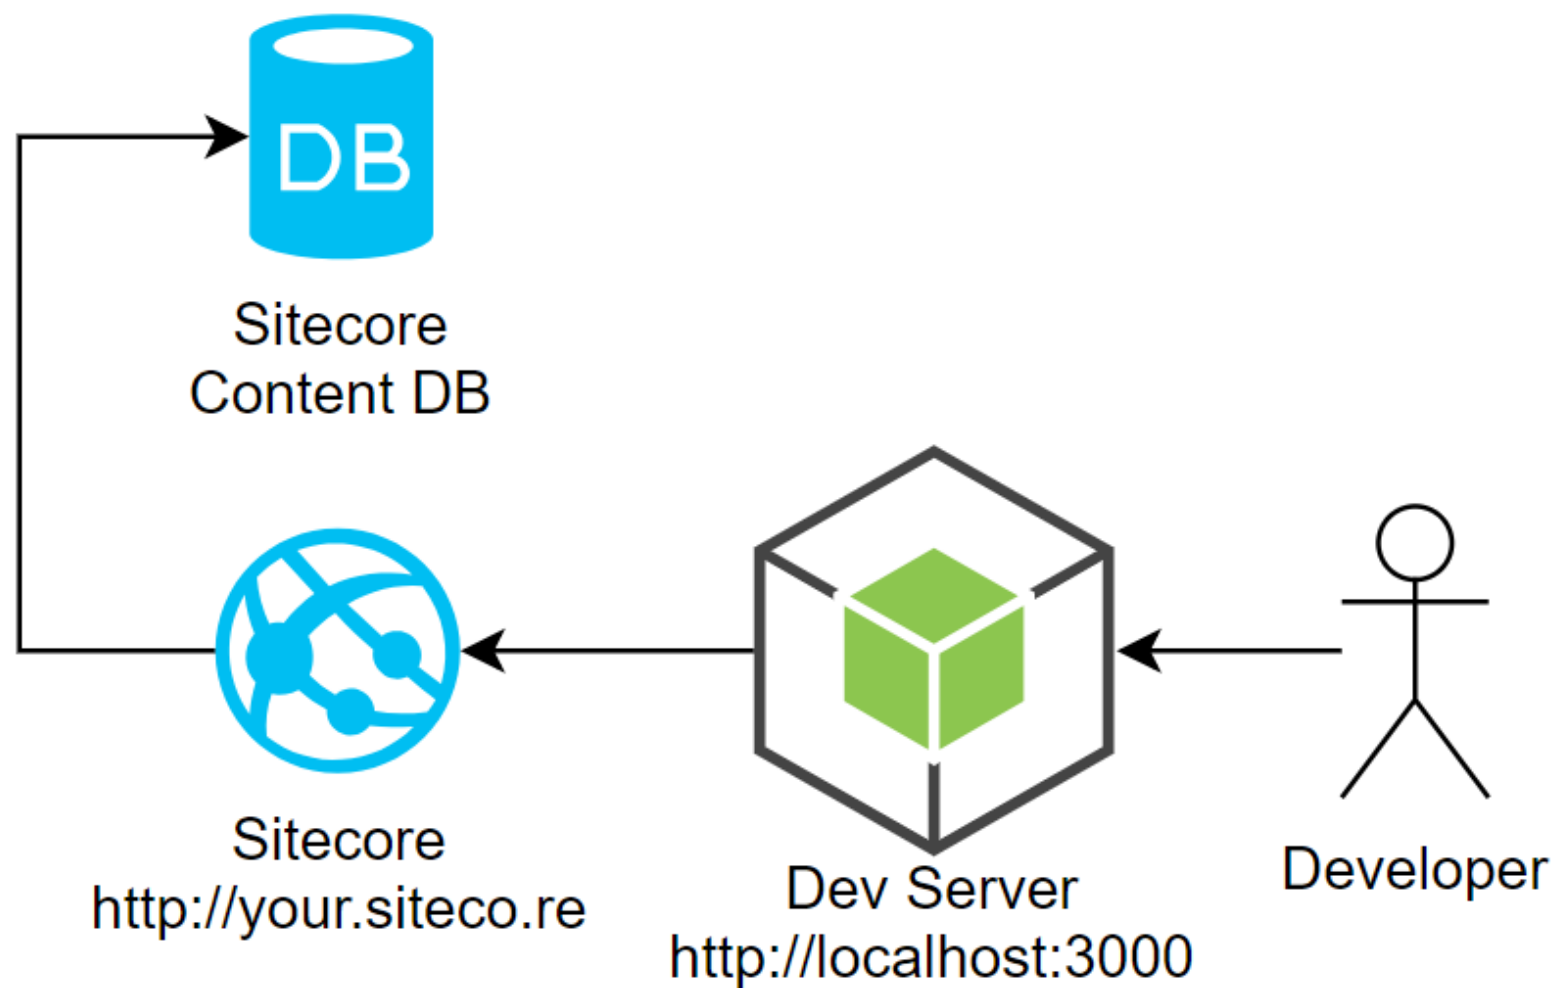 DB
Sitecore
Content DB
Sitecore
http://your.siteco.re
Dev Server
http://localhost:3000
Developer